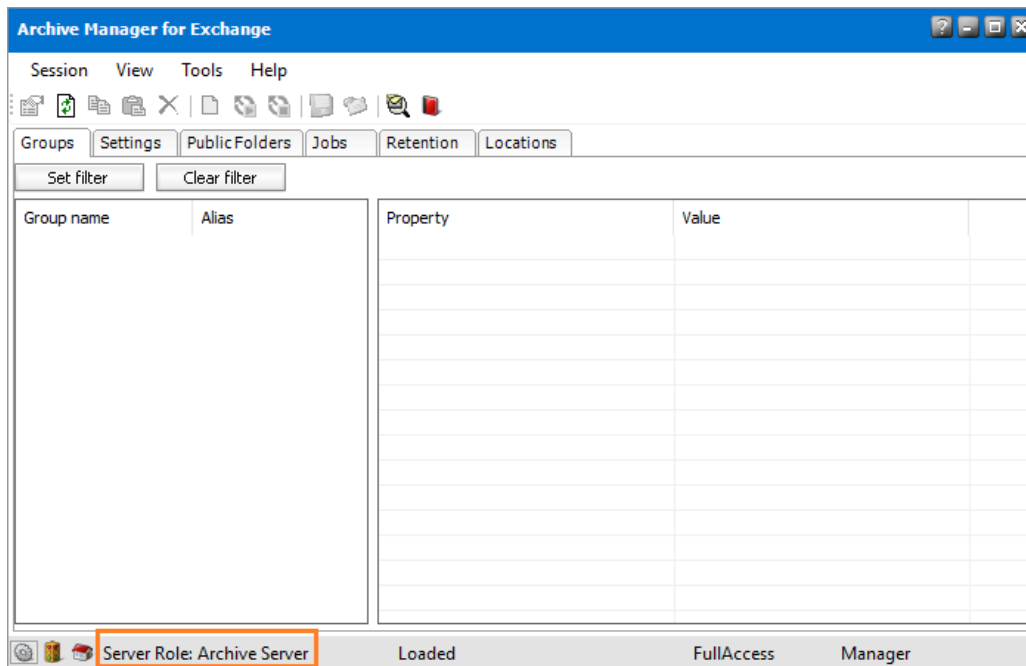 Archive Manager for Exchange
Session View Tools Help
Groups Settings Public Folders Jobs Retention Locations
Set filter Clear filter
Group name Alias Property Value
Server Role: Archive Server Loaded FullAccess Manager